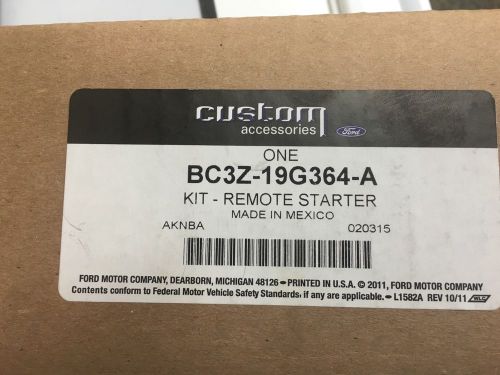 custom
accessories Ford
ONE
BC3Z-19G364-A
KIT - REMOTE STARTER
MADE IN MEXICO
AKNBA 020315
FORD MOTOR COMPANY, DEARBORN, MICHIGAN 48126 • PRINTED IN U.S.A. © 2011, FORD MOTOR COMPANY
Contents conform to Federal Motor Vehicle Safety Standards, if any are applicable. • L1582A REV 10/11